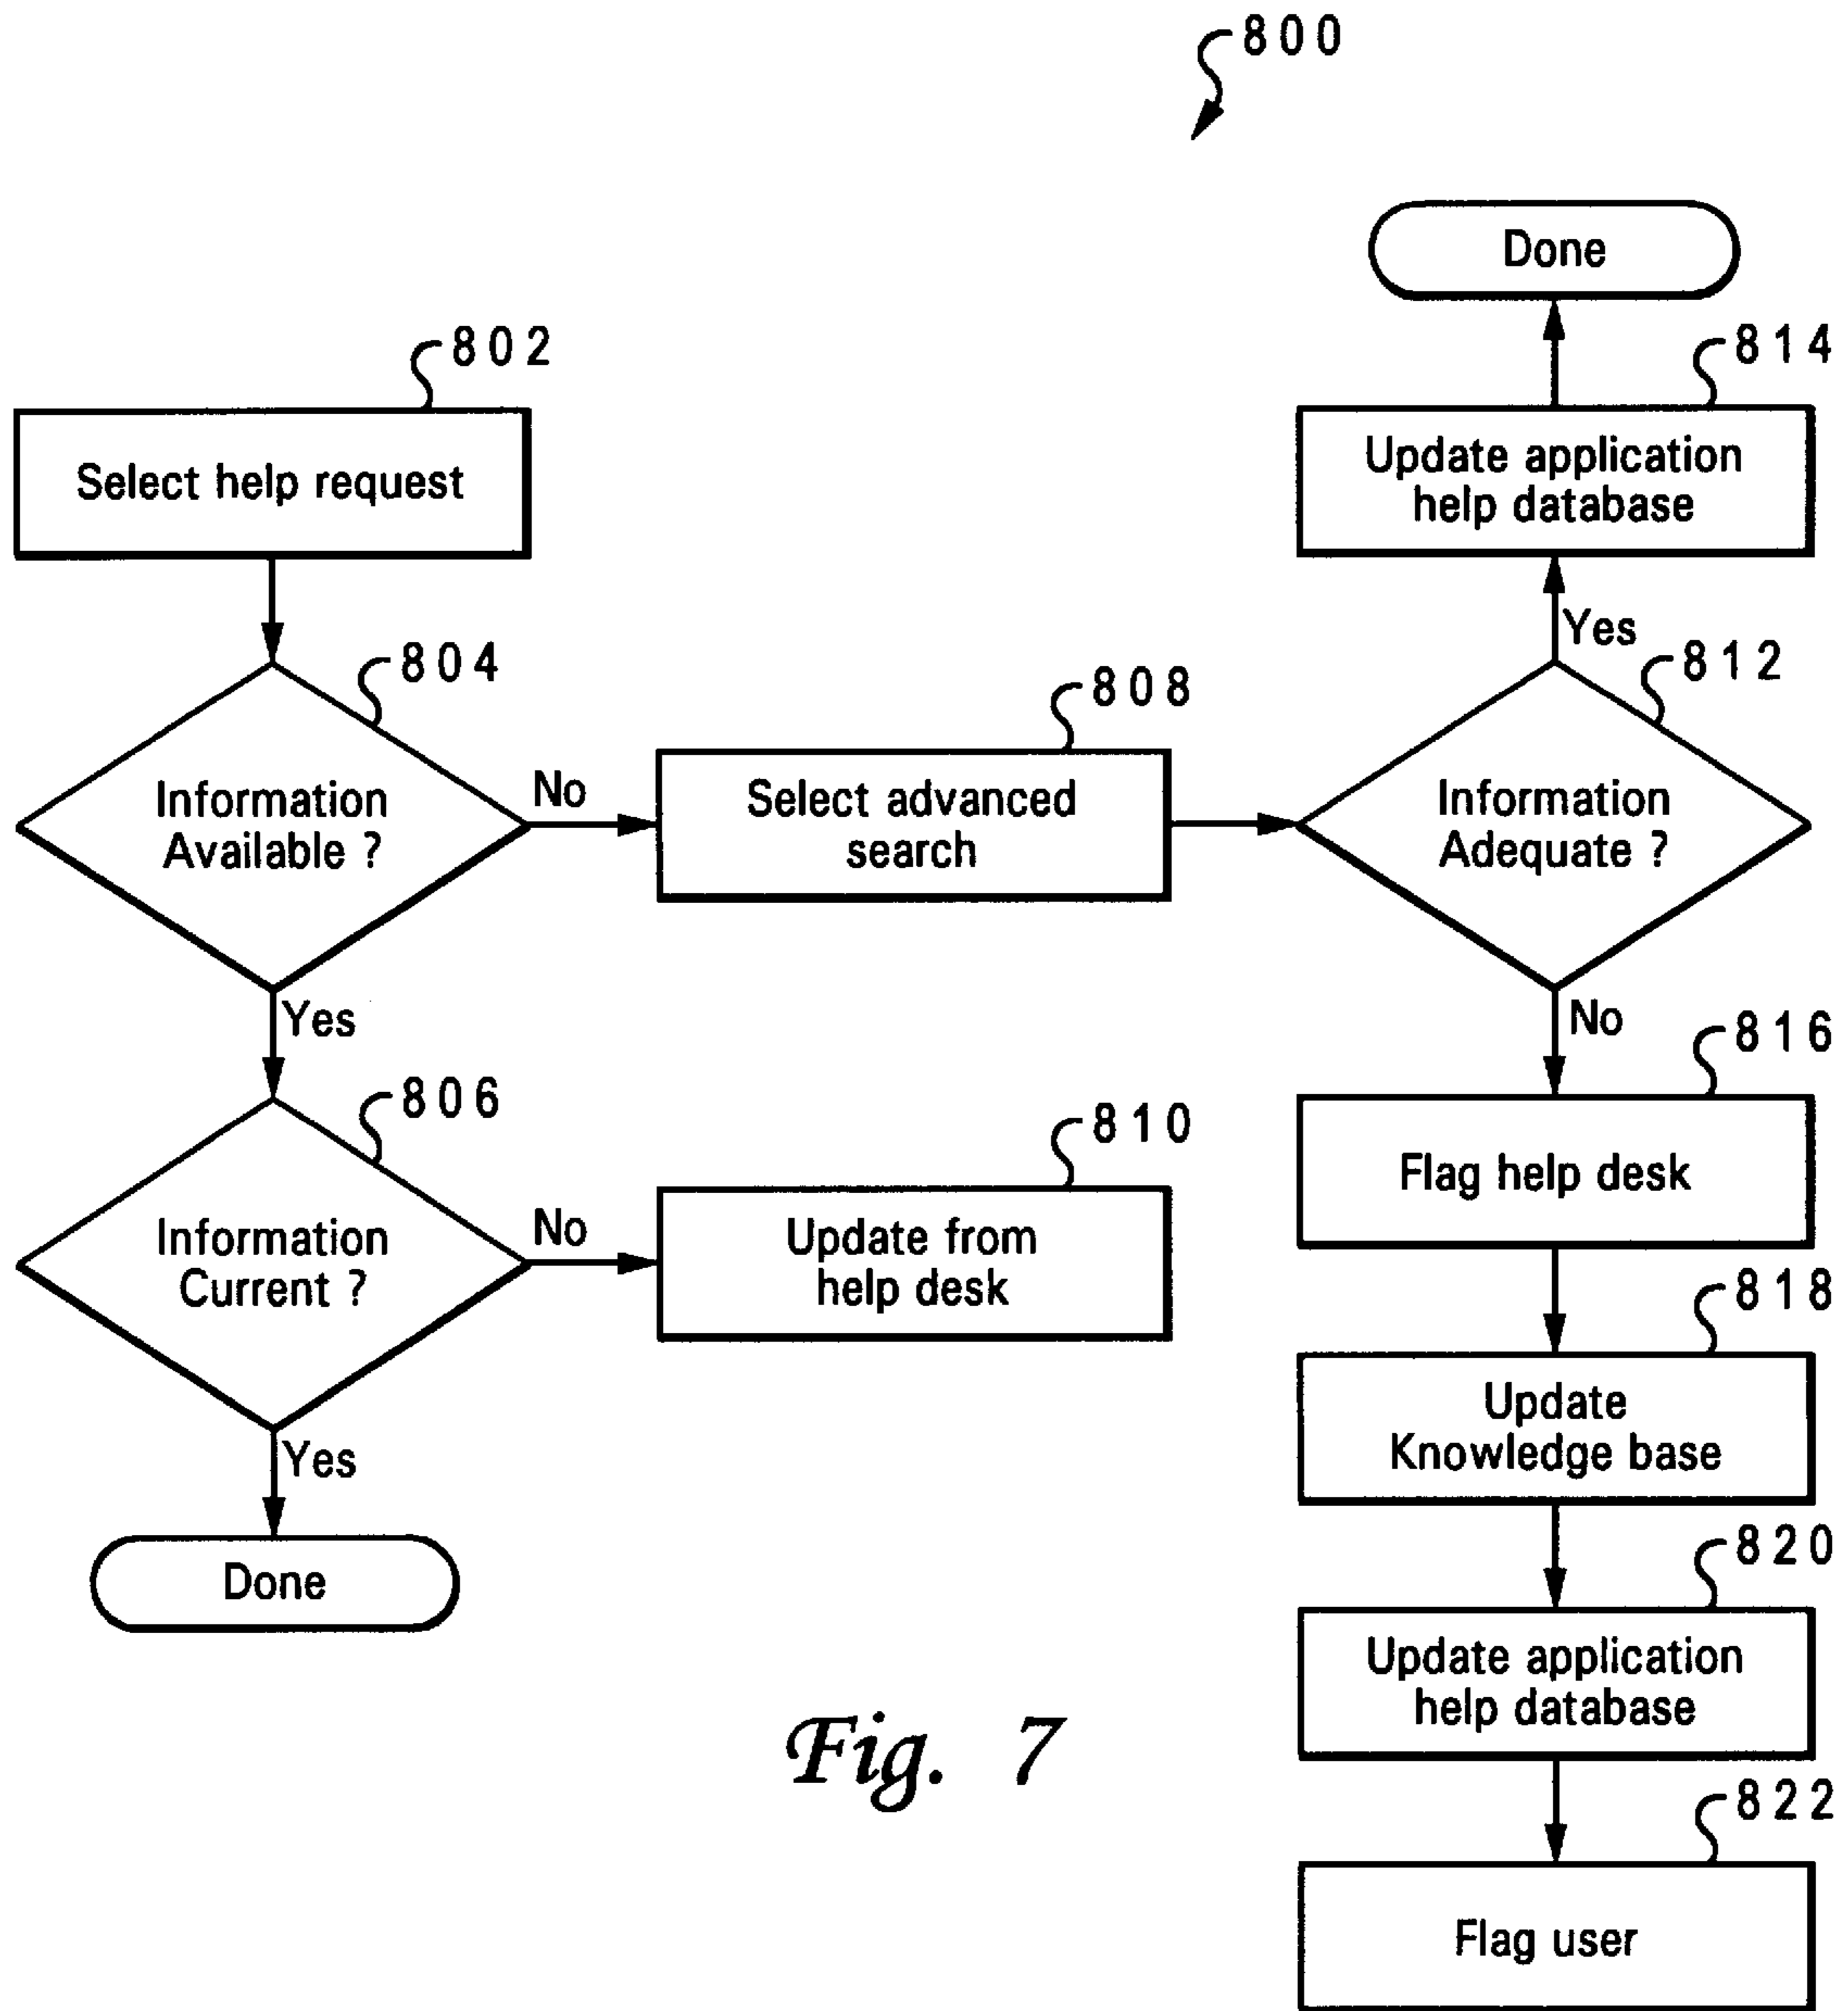 800
Done
802
814
Select help request
Update application
help database
Yes
804
808
812
Information
Available ?
No
Select advanced
search
Information
Adequate ?
Yes
No
806
810
816
Information
Current ?
No
Update from
help desk
Flag help desk
818
Yes
Update
Knowledge base
Done
820
Update application
help database
Fig. 7
822
Flag user